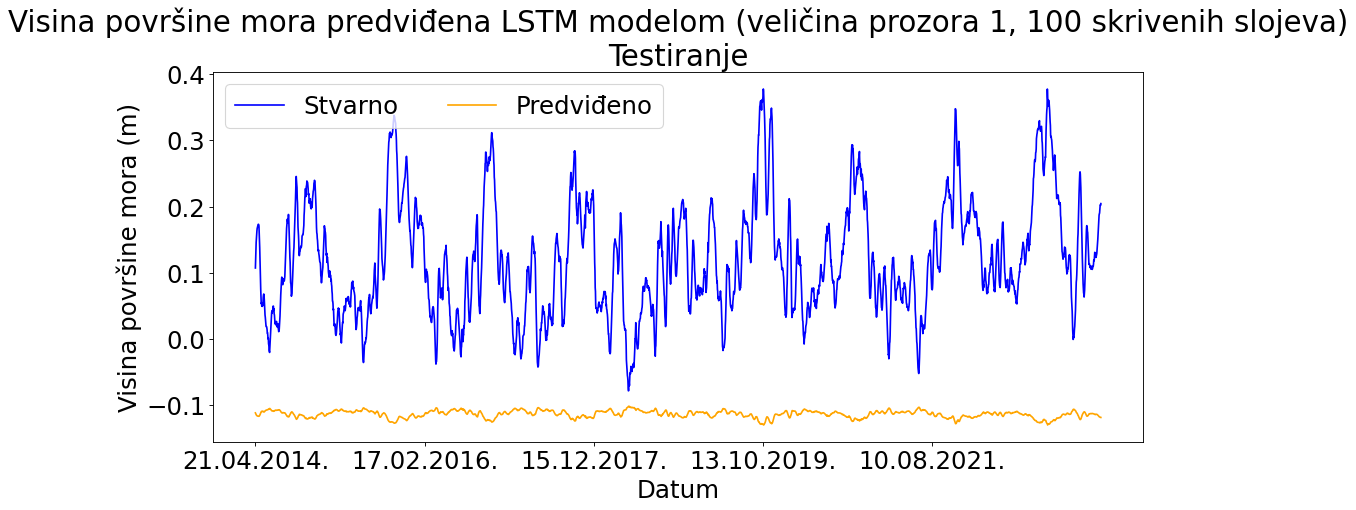 Visina površine mora predviđena LSTM modelom (veličina prozora 1, 100 skrivenih slojeva)
Testiranje
Stvarno Predviđeno
Visina površine mora (m)
0.4
0.3
0.2
0.1
0.0
−0.1
21.04.2014. 17.02.2016. 15.12.2017. 13.10.2019. 10.08.2021.
Datum